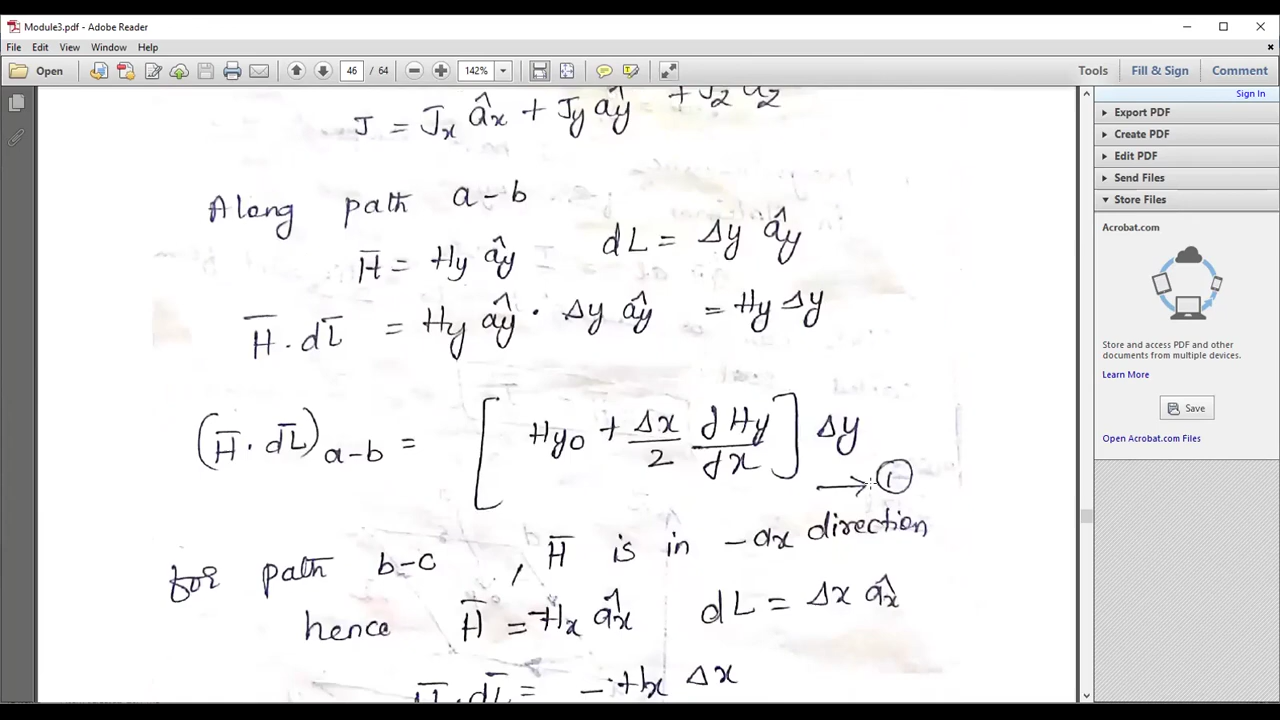 Module3.pdf - Adobe Reader
File Edit View Window Help
Open 46 / 64 142% Tools Fill & Sign Comment
Sign In
Export PDF
Create PDF
Edit PDF
Send Files
Store Files
Acrobat.com
Store and access PDF and other
documents from multiple devices.
Learn More
Save
Open Acrobat.com Files
J = Jx âx + Jy ây + Jz âz
Along path a-b
H̅ = Hy ây dL = Δy ây
H̅ . dL̅ = Hy ây · Δy ây = Hy Δy
(H̅ · dL̅)a-b = [ Hy0 + Δx/2 ∂Hy/∂x ] Δy
→ ①
for path b-c , H̅ is in -ax direction
hence H̅ = -Hx âx dL = Δx âx
H̅ . dL̅ = - Hx Δx